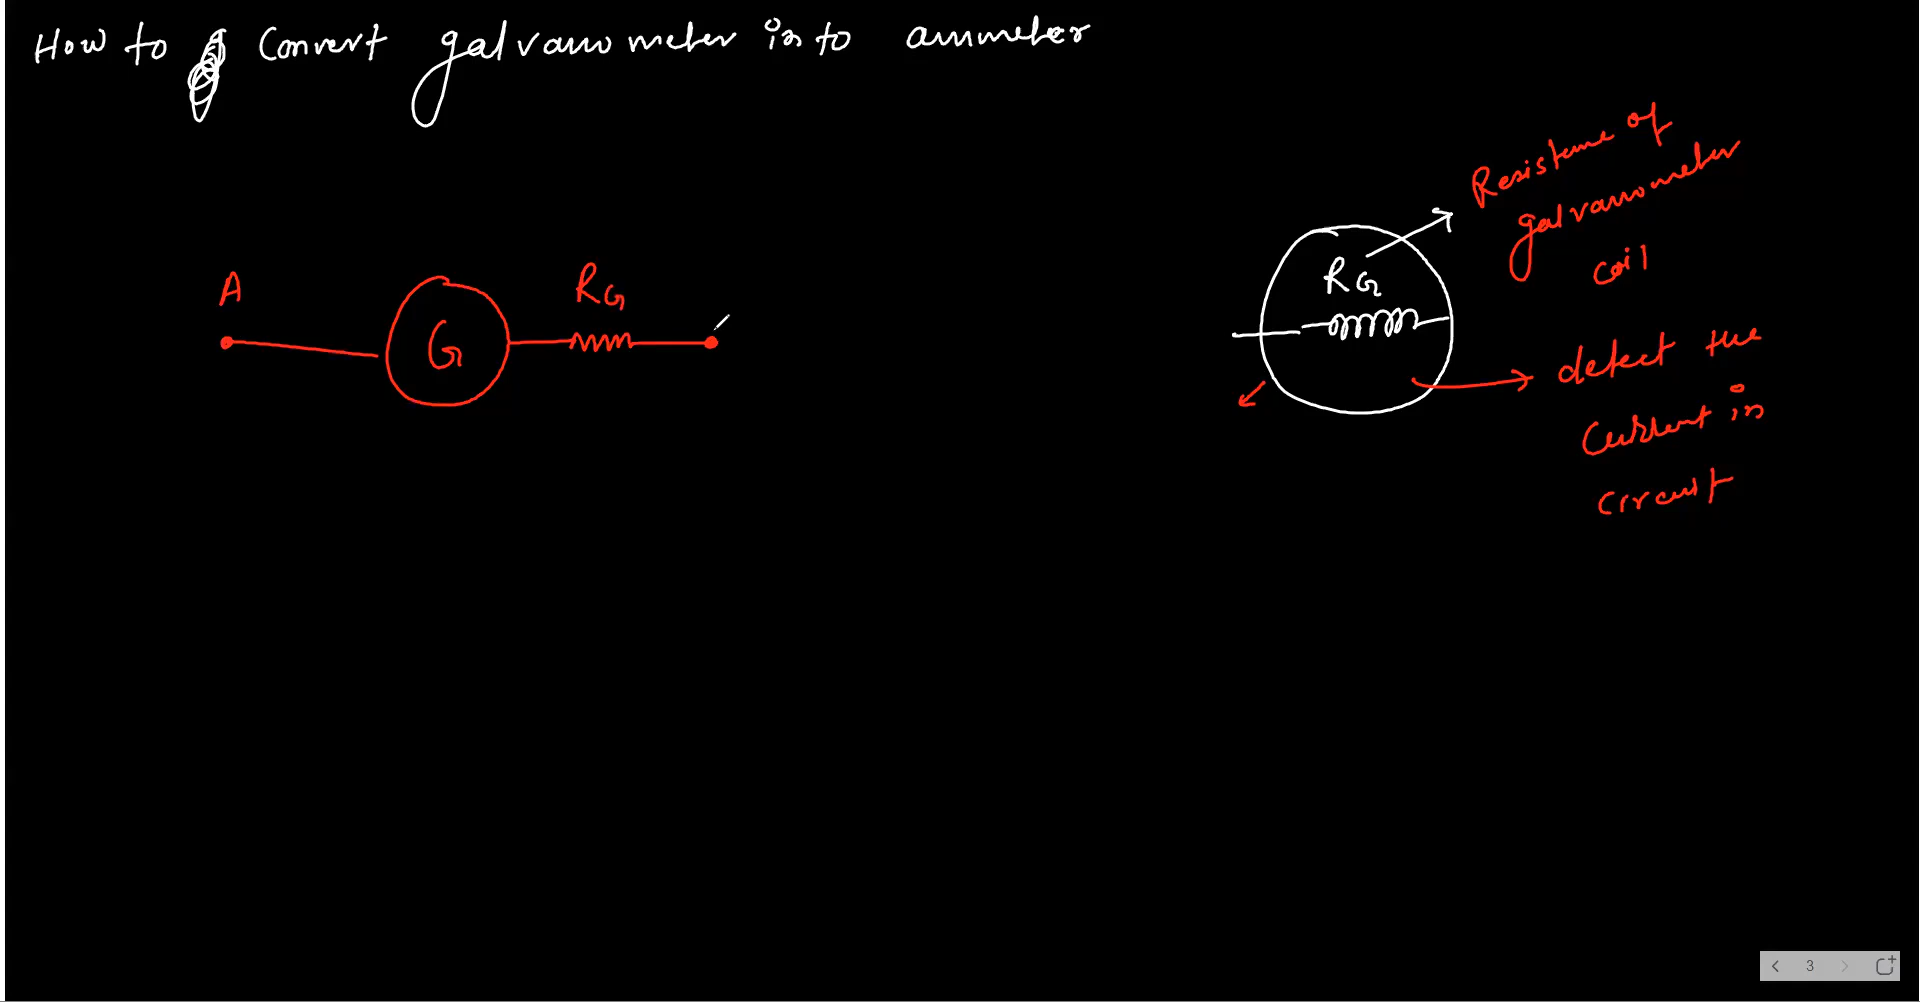 How to convert galvanometer into ammeter
Resistance of
galvanometer
coil
A
G
RG
RG
detect the
current in
circuit
3